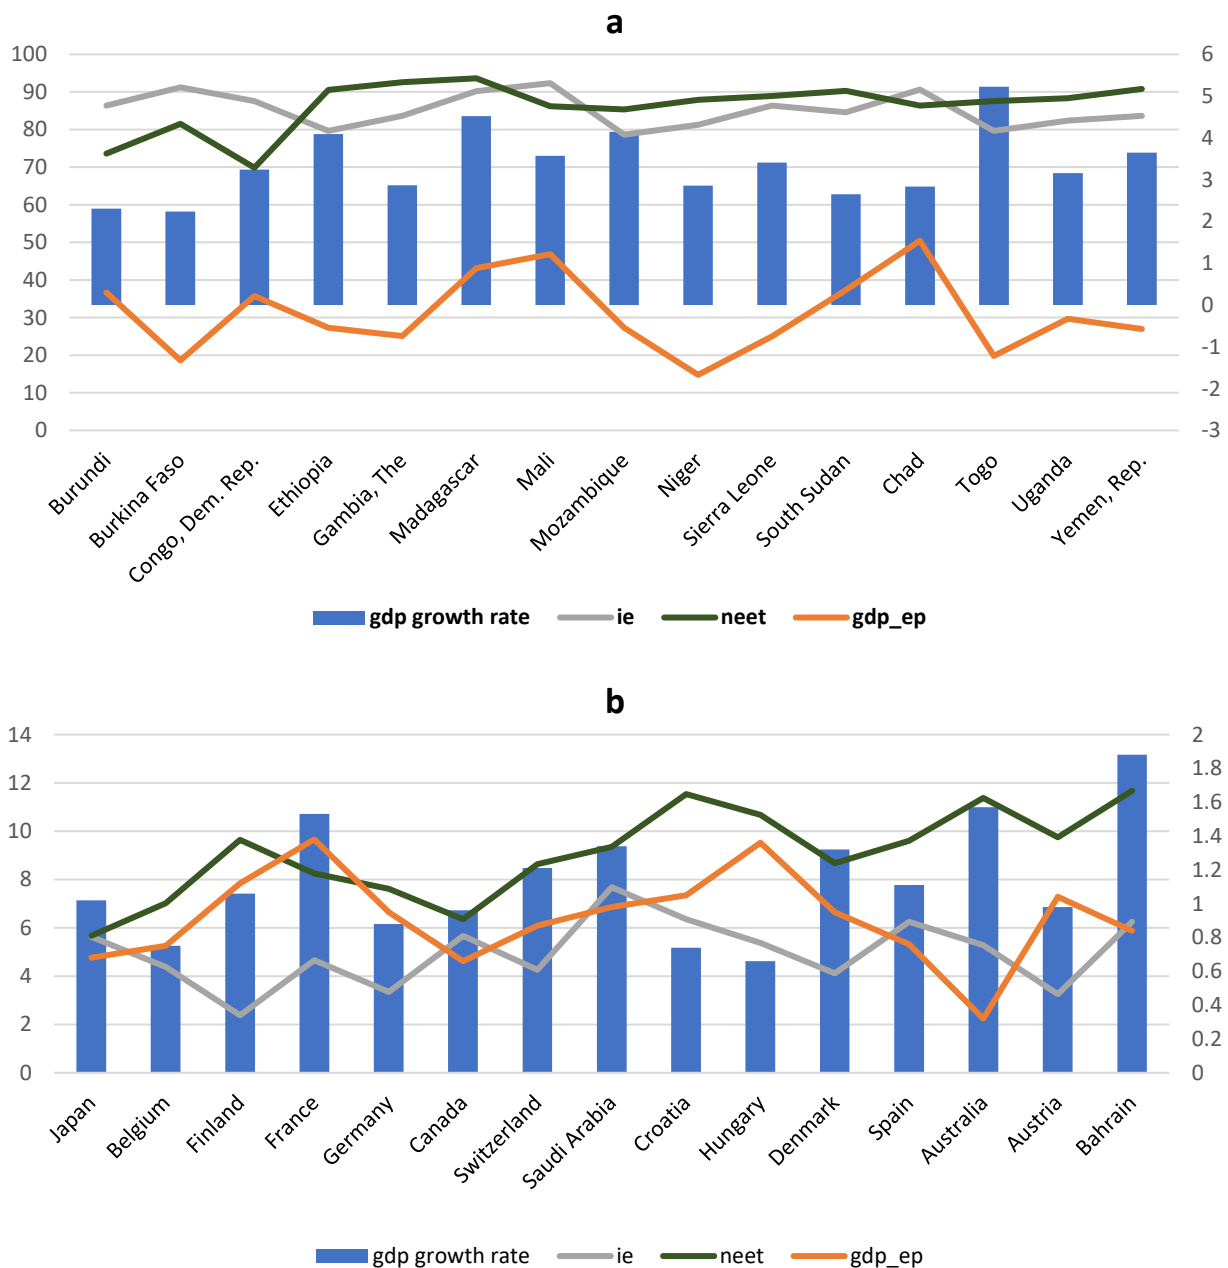 a
100
90
80
70
60
50
40
30
20
10
0
6
5
4
3
2
1
0
-1
-2
-3
Burundi
Burkina Faso
Congo, Dem. Rep.
Ethiopia
Gambia, The
Madagascar
Mali
Mozambique
Niger
Sierra Leone
South Sudan
Chad
Togo
Uganda
Yemen, Rep.
gdp growth rate ie neet gdp_ep
b
14
12
10
8
6
4
2
0
2
1.8
1.6
1.4
1.2
1
0.8
0.6
0.4
0.2
0
Japan
Belgium
Finland
France
Germany
Canada
Switzerland
Saudi Arabia
Croatia
Hungary
Denmark
Spain
Australia
Austria
Bahrain
gdp growth rate ie neet gdp_ep